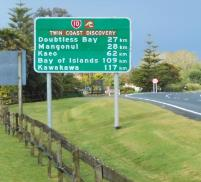 10
TWIN COAST DISCOVERY
Doubtless Bay 27 km
Mangonui 28 km
Kaeo 62 km
Bay of Islands 109 km
Kawakawa 117 km